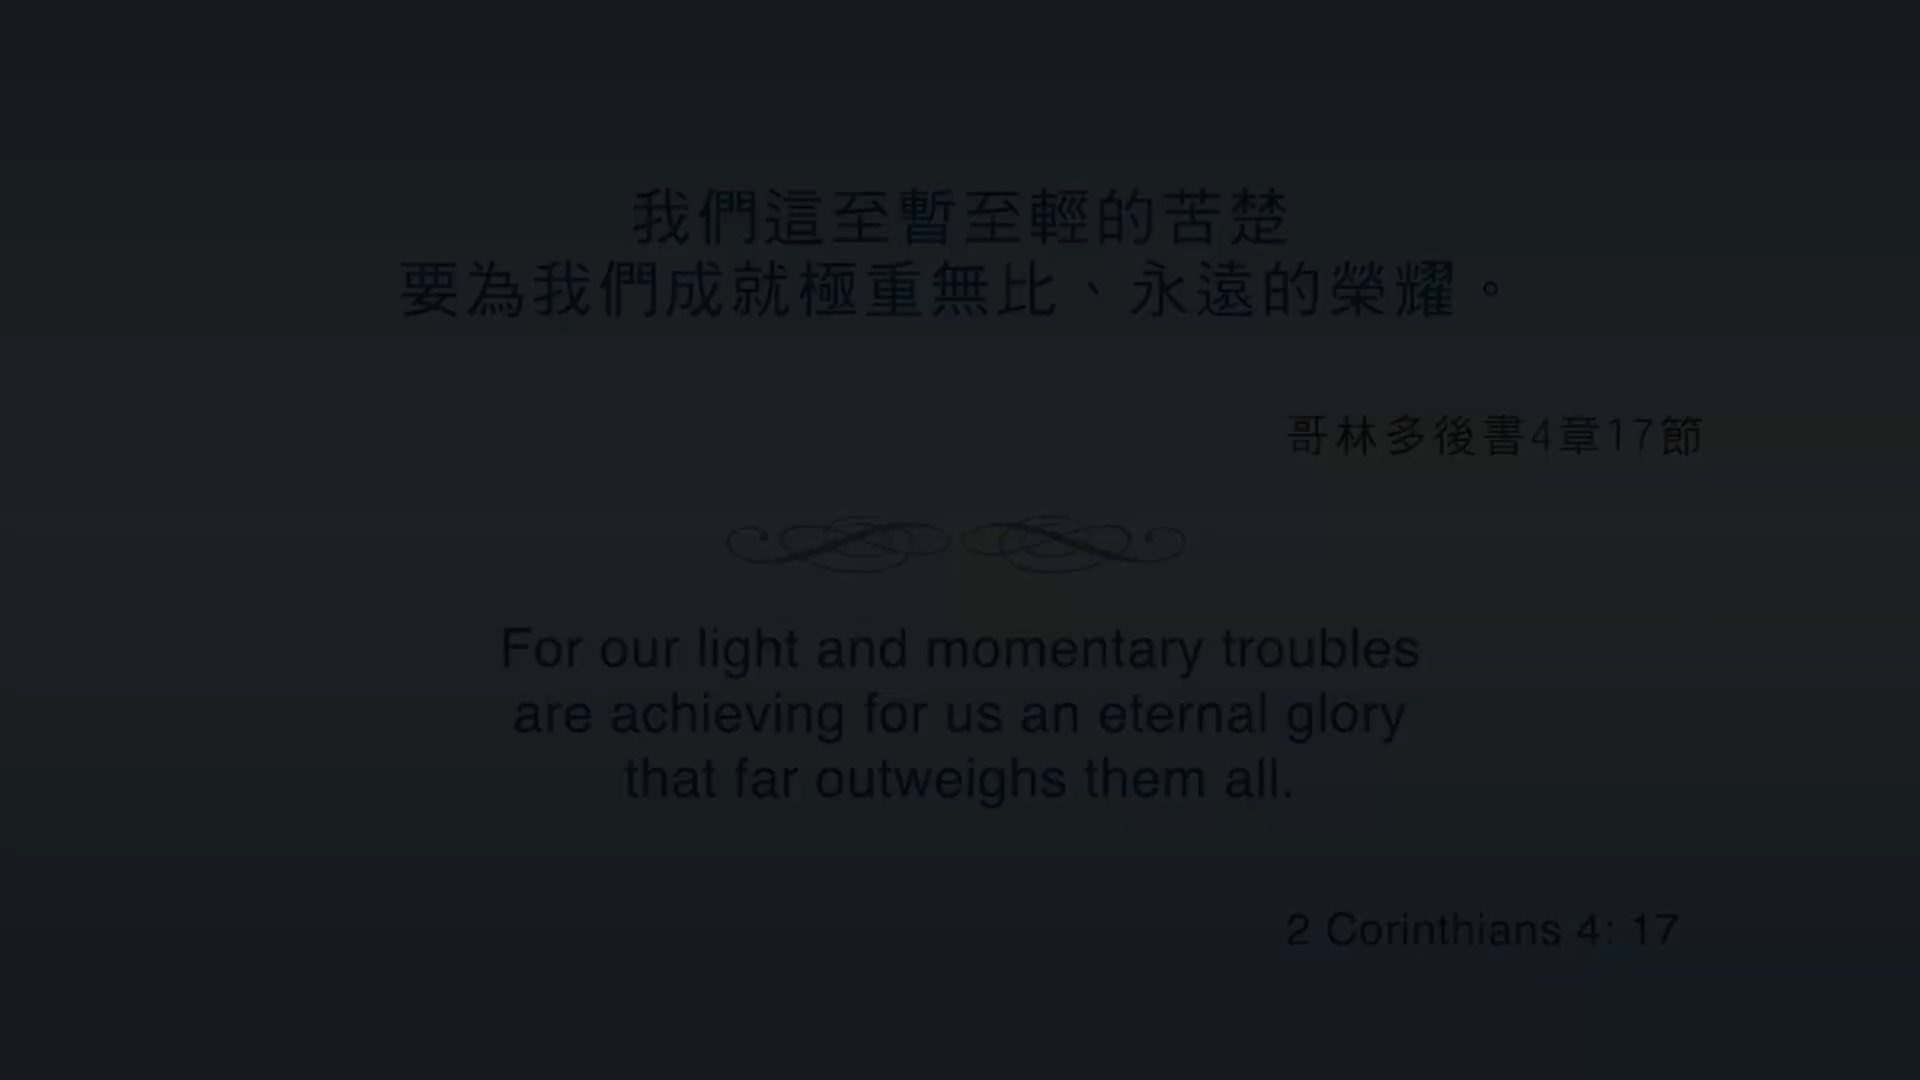 我們這至暫至輕的苦楚
要為我們成就極重無比、永遠的榮耀。
哥林多後書4章17節
For our light and momentary troubles
are achieving for us an eternal glory
that far outweighs them all.
2 Corinthians 4: 17